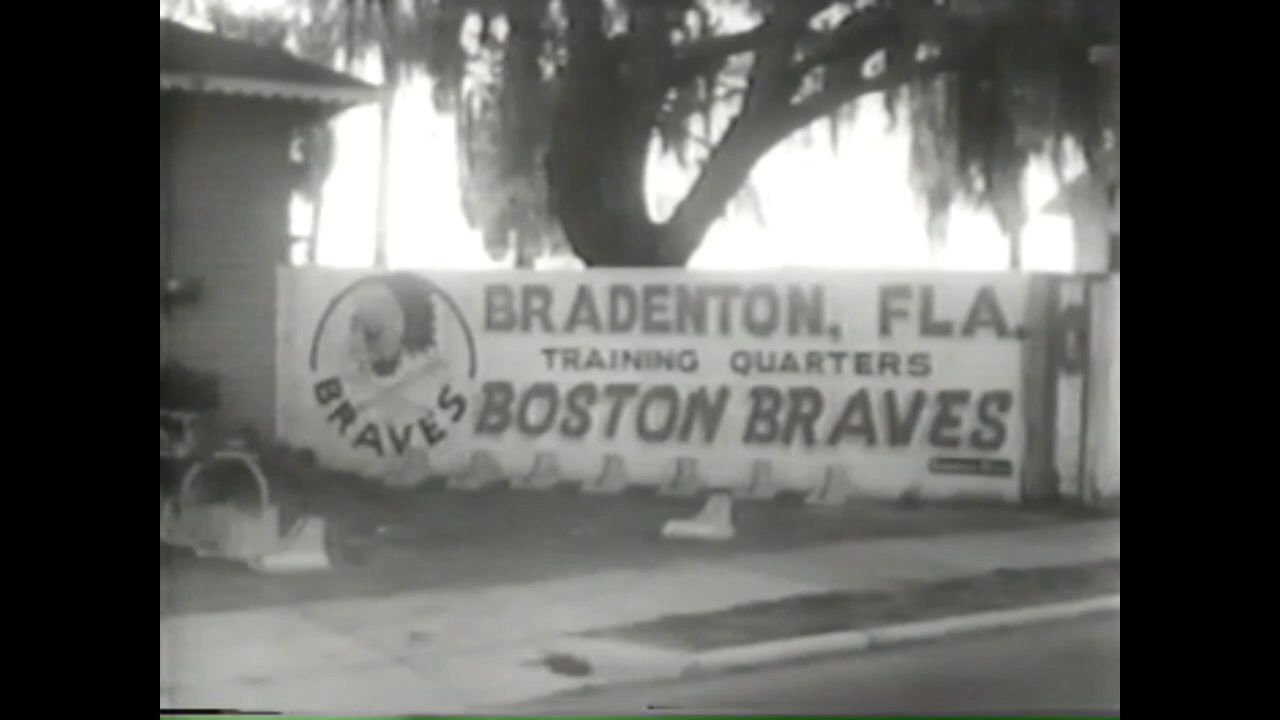 BRADENTON, FLA.
TRAINING QUARTERS
BOSTON BRAVES
BRAVES